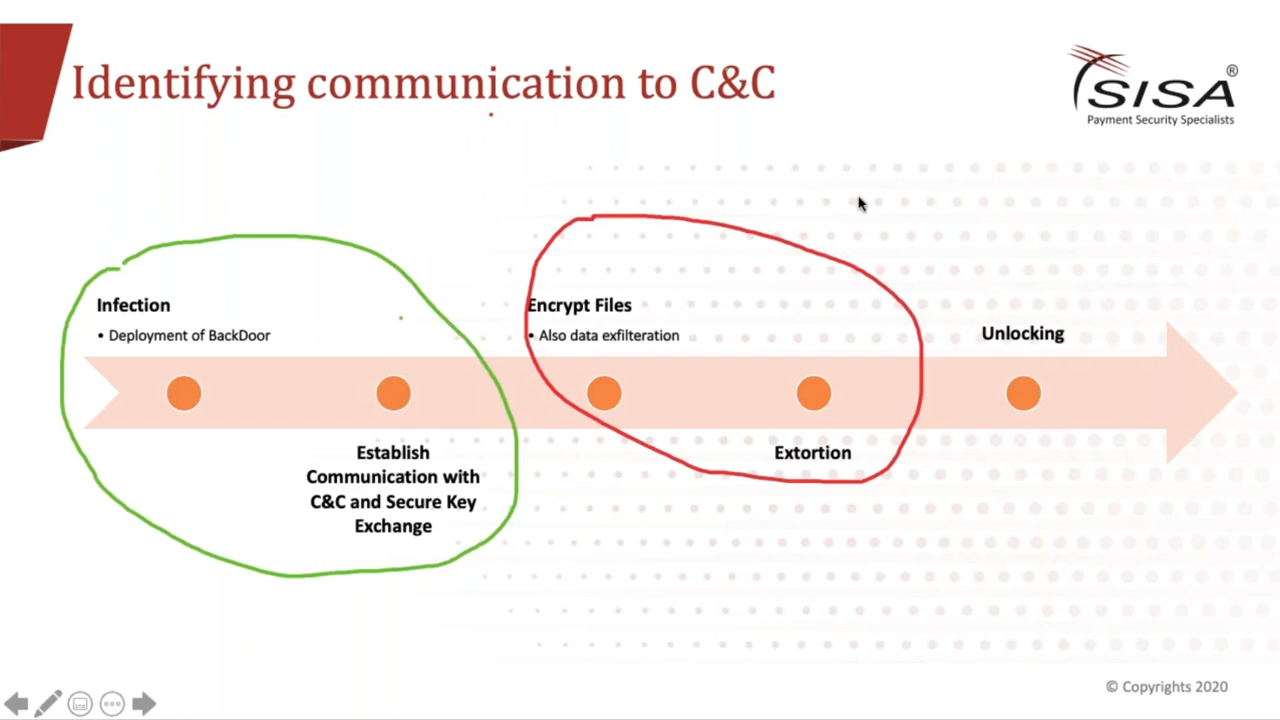 Identifying communication to C&C
SISA®
Payment Security Specialists
Infection
• Deployment of BackDoor
Establish
Communication with
C&C and Secure Key
Exchange
Encrypt Files
• Also data exfilteration
Extortion
Unlocking
© Copyrights 2020